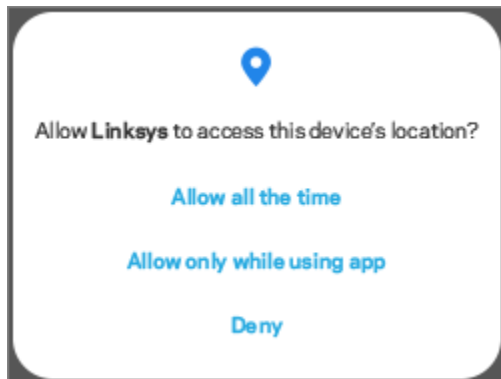 Allow Linksys to access this device's location?
Allow all the time
Allow only while using app
Deny